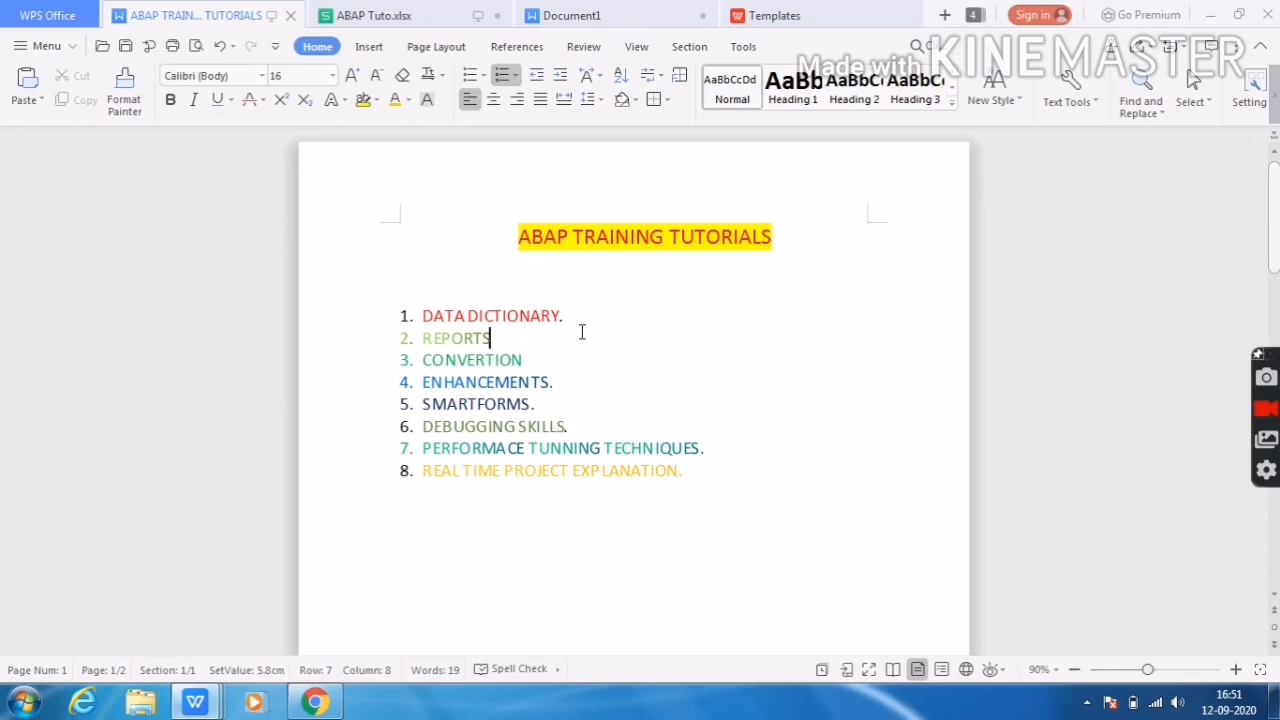 WPS Office
ABAP TRAIN... TUTORIALS
ABAP Tuto.xlsx
Document1
Templates
4
Sign in
Go Premium
Menu
Home
Insert
Page Layout
References
Review
View
Section
Tools
Made with KINEMASTER
Paste
Cut
Copy
Format Painter
Calibri (Body)
16
AaBbCcDd
Normal
AaBb
Heading 1
AaBbC
Heading 2
AaBbC
Heading 3
New Style
Text Tools
Find and Replace
Select
Setting
ABAP TRAINING TUTORIALS
1. DATA DICTIONARY.
2. REPORTS
3. CONVERTION
4. ENHANCEMENTS.
5. SMARTFORMS.
6. DEBUGGING SKILLS.
7. PERFORMACE TUNNING TECHNIQUES.
8. REAL TIME PROJECT EXPLANATION.
Page Num: 1
Page: 1/2
Section: 1/1
SetValue: 5.8cm
Row: 7
Column: 8
Words: 19
Spell Check
90%
16:51
12-09-2020